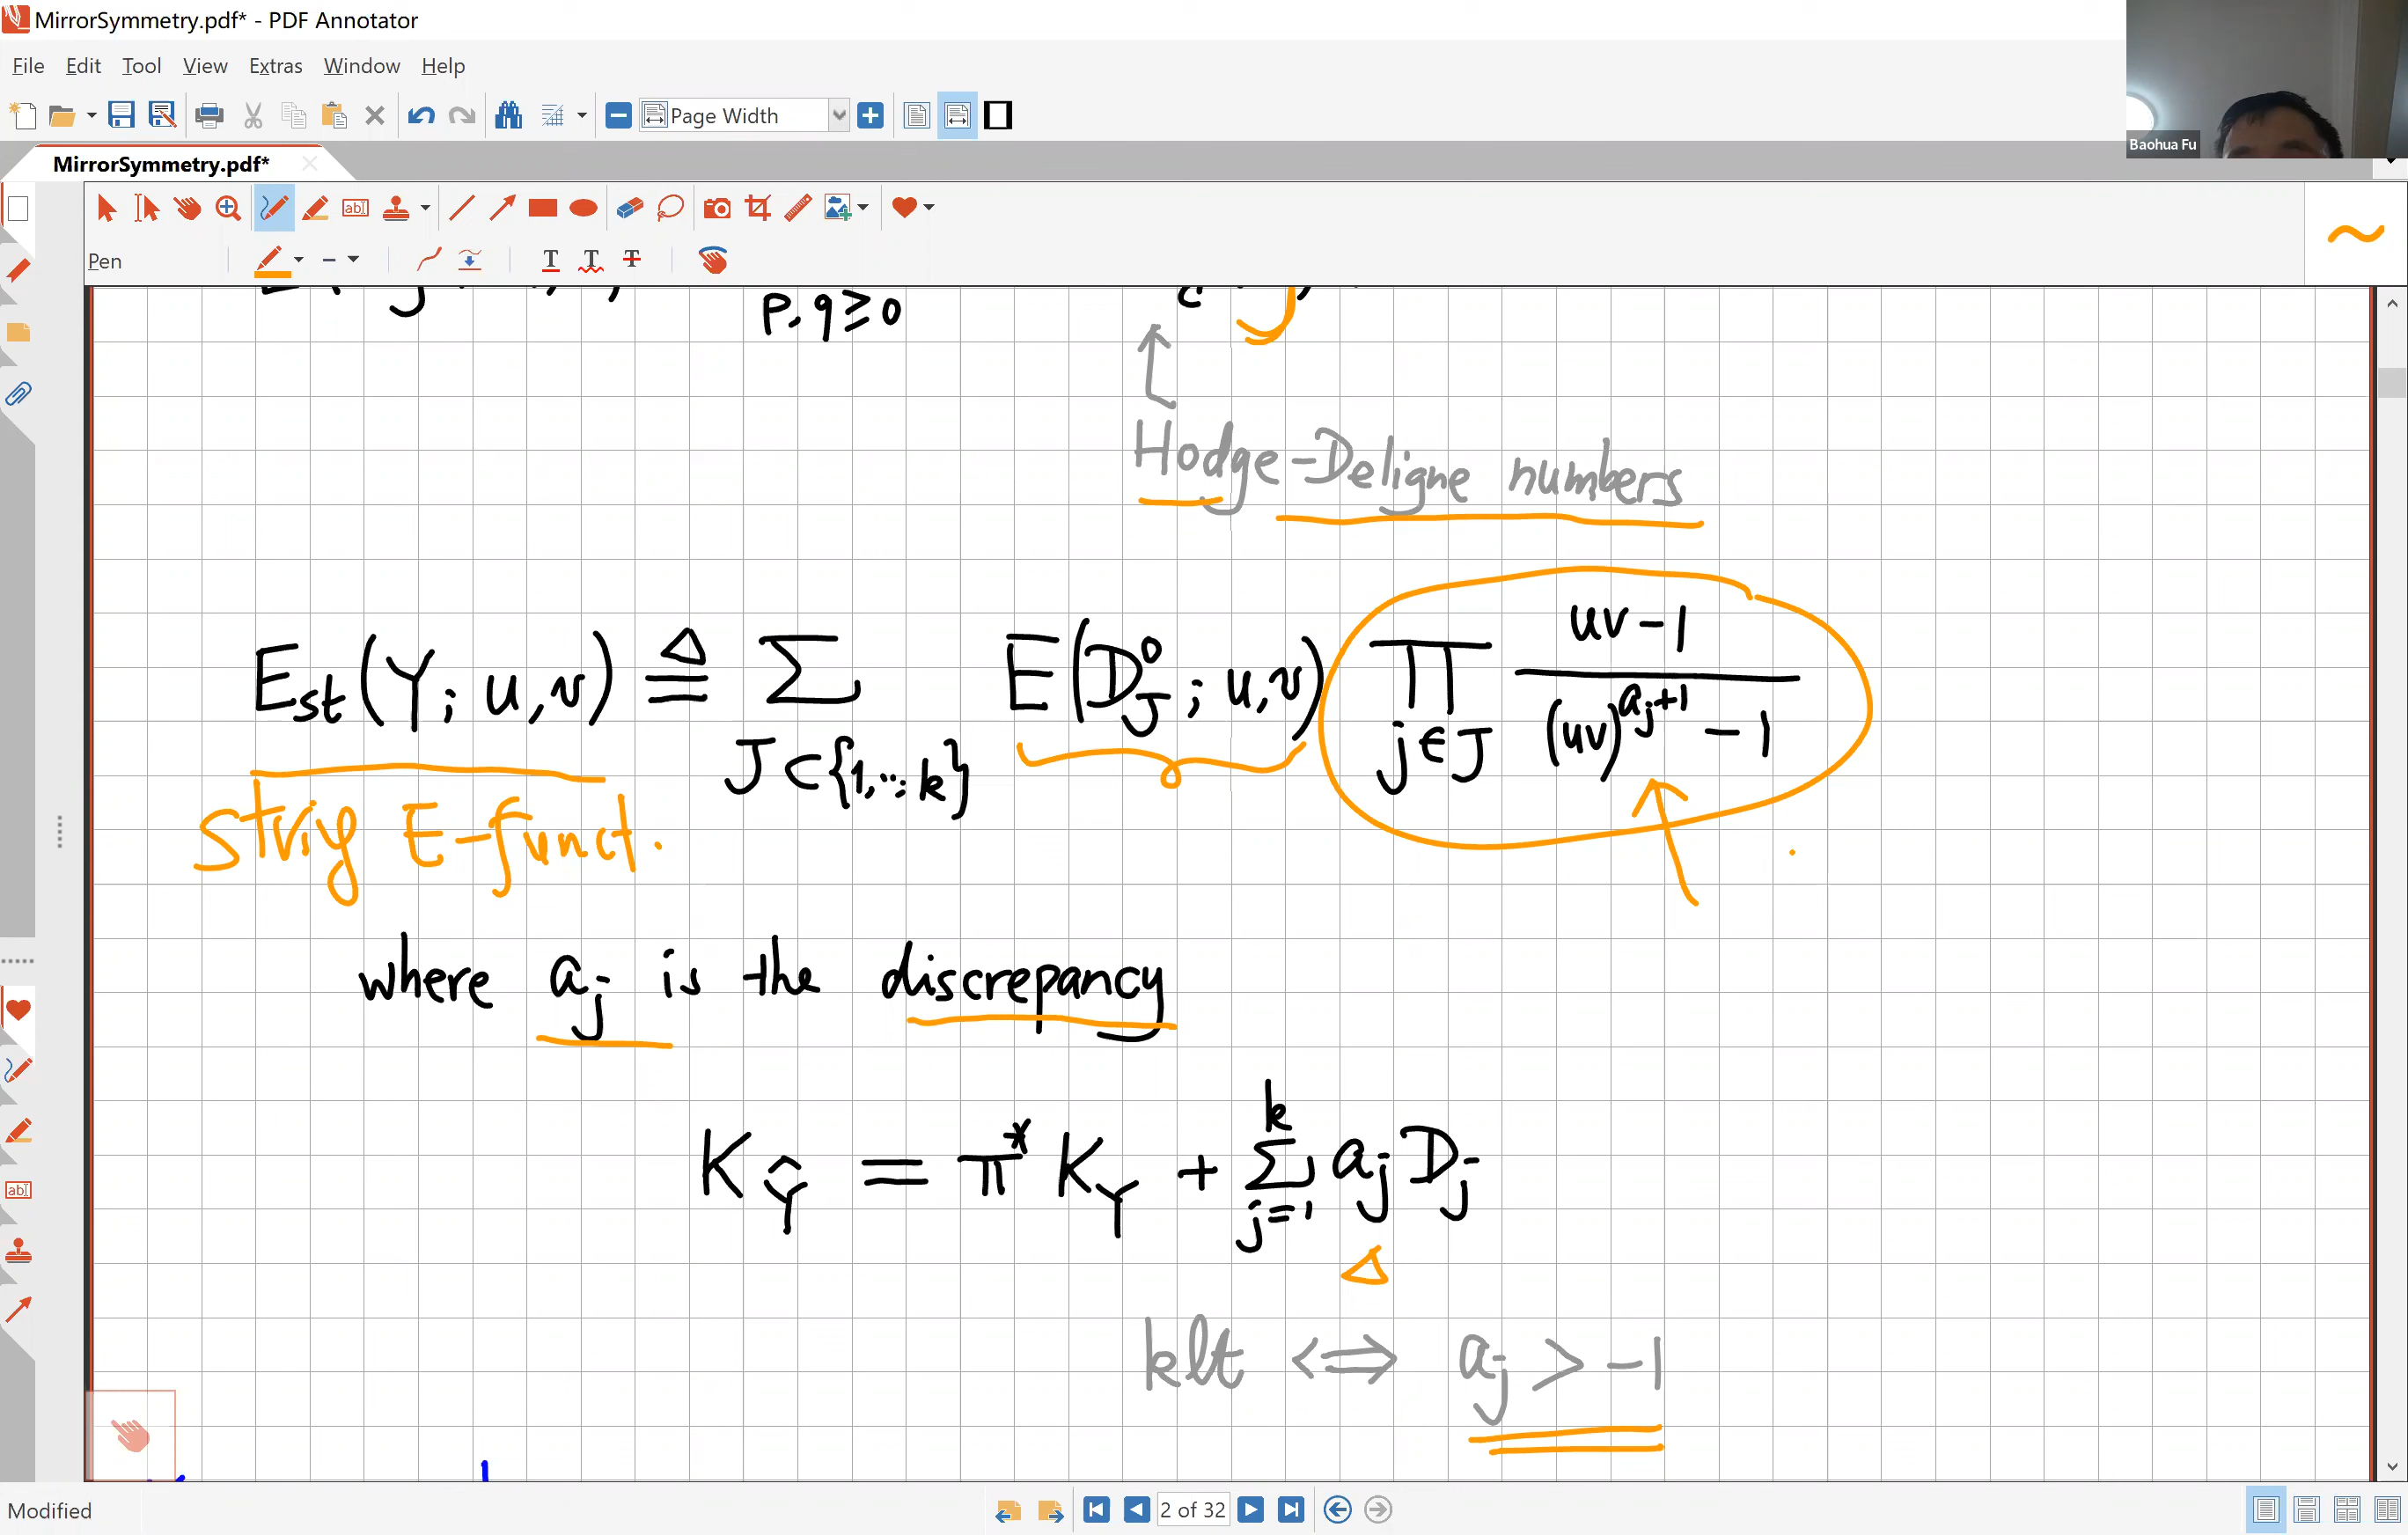 MirrorSymmetry.pdf* - PDF Annotator
File Edit Tool View Extras Window Help
Page Width
Baohua Fu
MirrorSymmetry.pdf*
Pen
p, q ≥ 0
Hodge-Deligne numbers
E_st(Y; u,v) ≜ Σ_{J⊂{1,⋯,k}} E(D_J^0; u,v) ∏_{j∈J} (uv-1)/((uv)^{a_j+1} - 1)
Strig E-funct.
where a_j is the discrepancy
K_Ŷ = π* K_Y + Σ_{j=1}^k a_j D_j
Δ
klt <=> a_j > -1
Modified
2 of 32